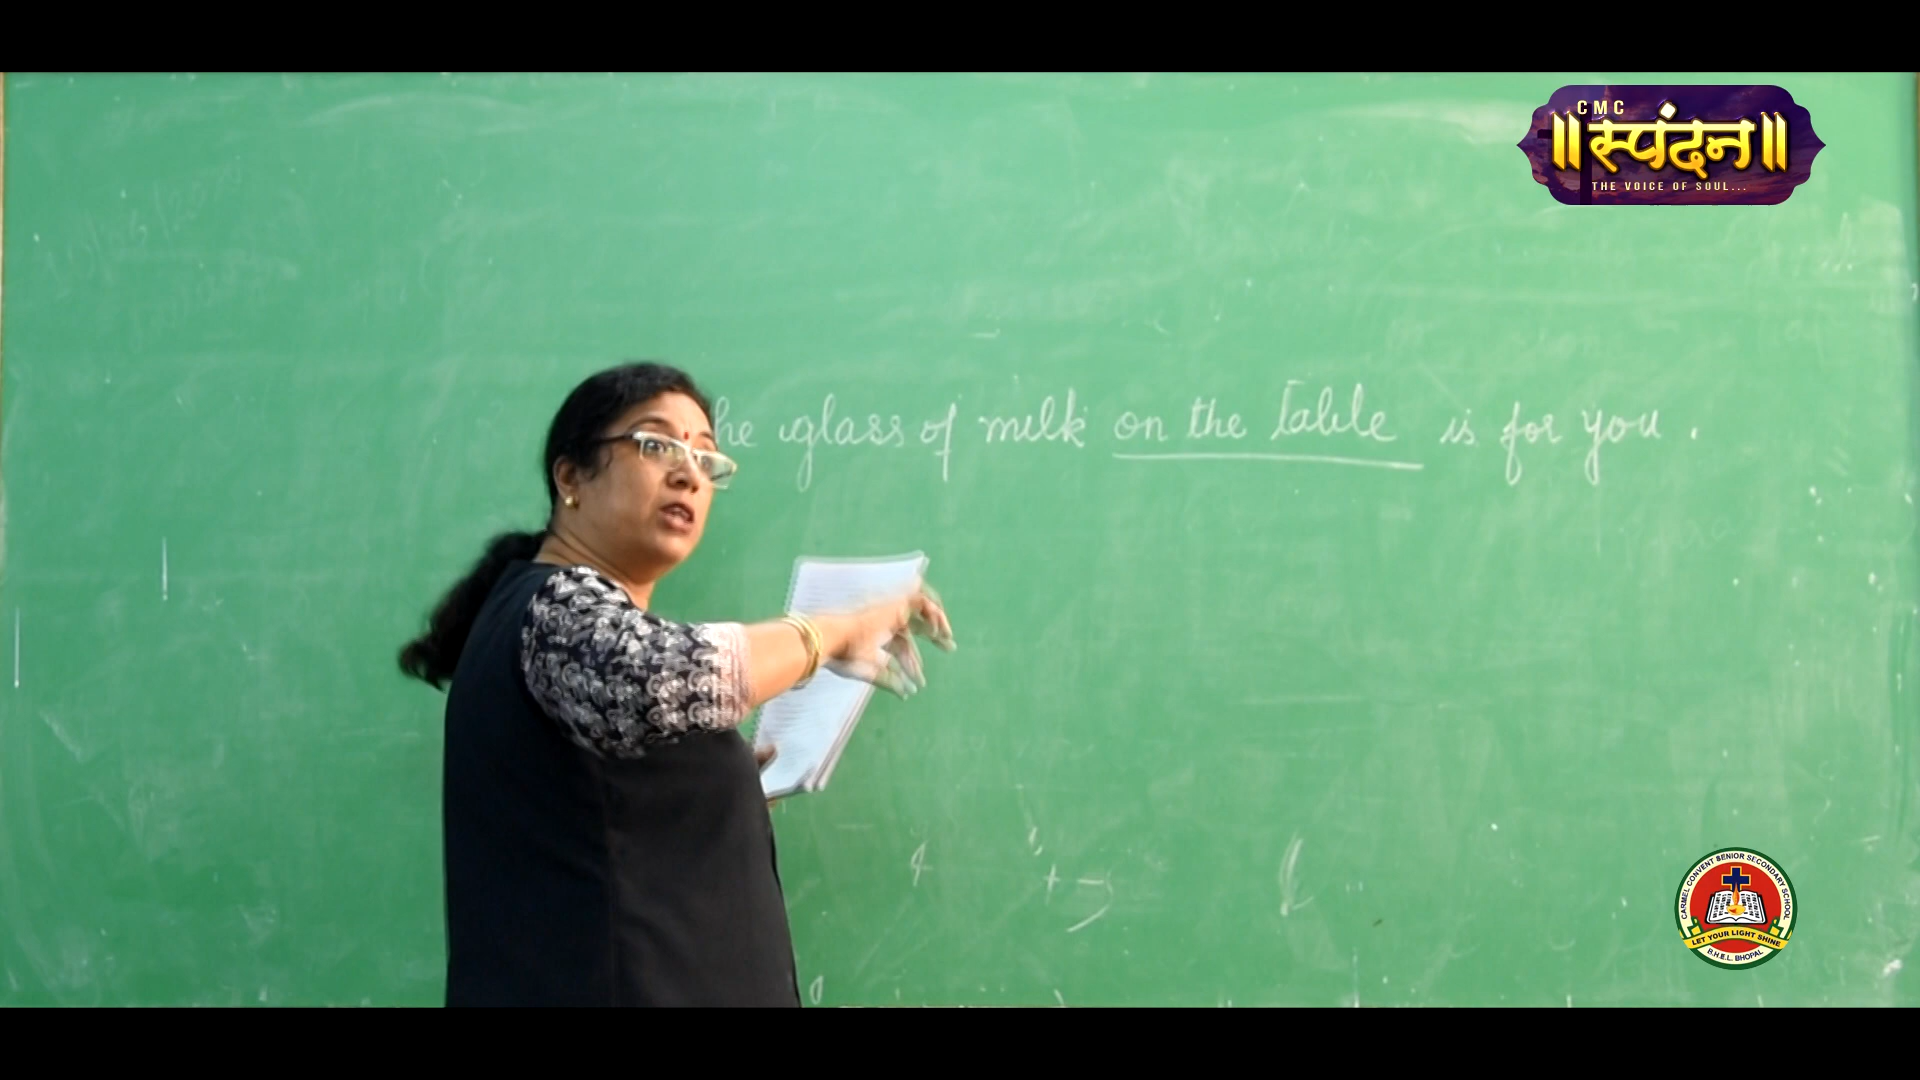 CMC
॥स्पंदन॥
THE VOICE OF SOUL...
he glass of milk on the table is for you.
CARMEL CONVENT SENIOR SECONDARY SCHOOL
LET YOUR LIGHT SHINE
B.H.E.L. BHOPAL